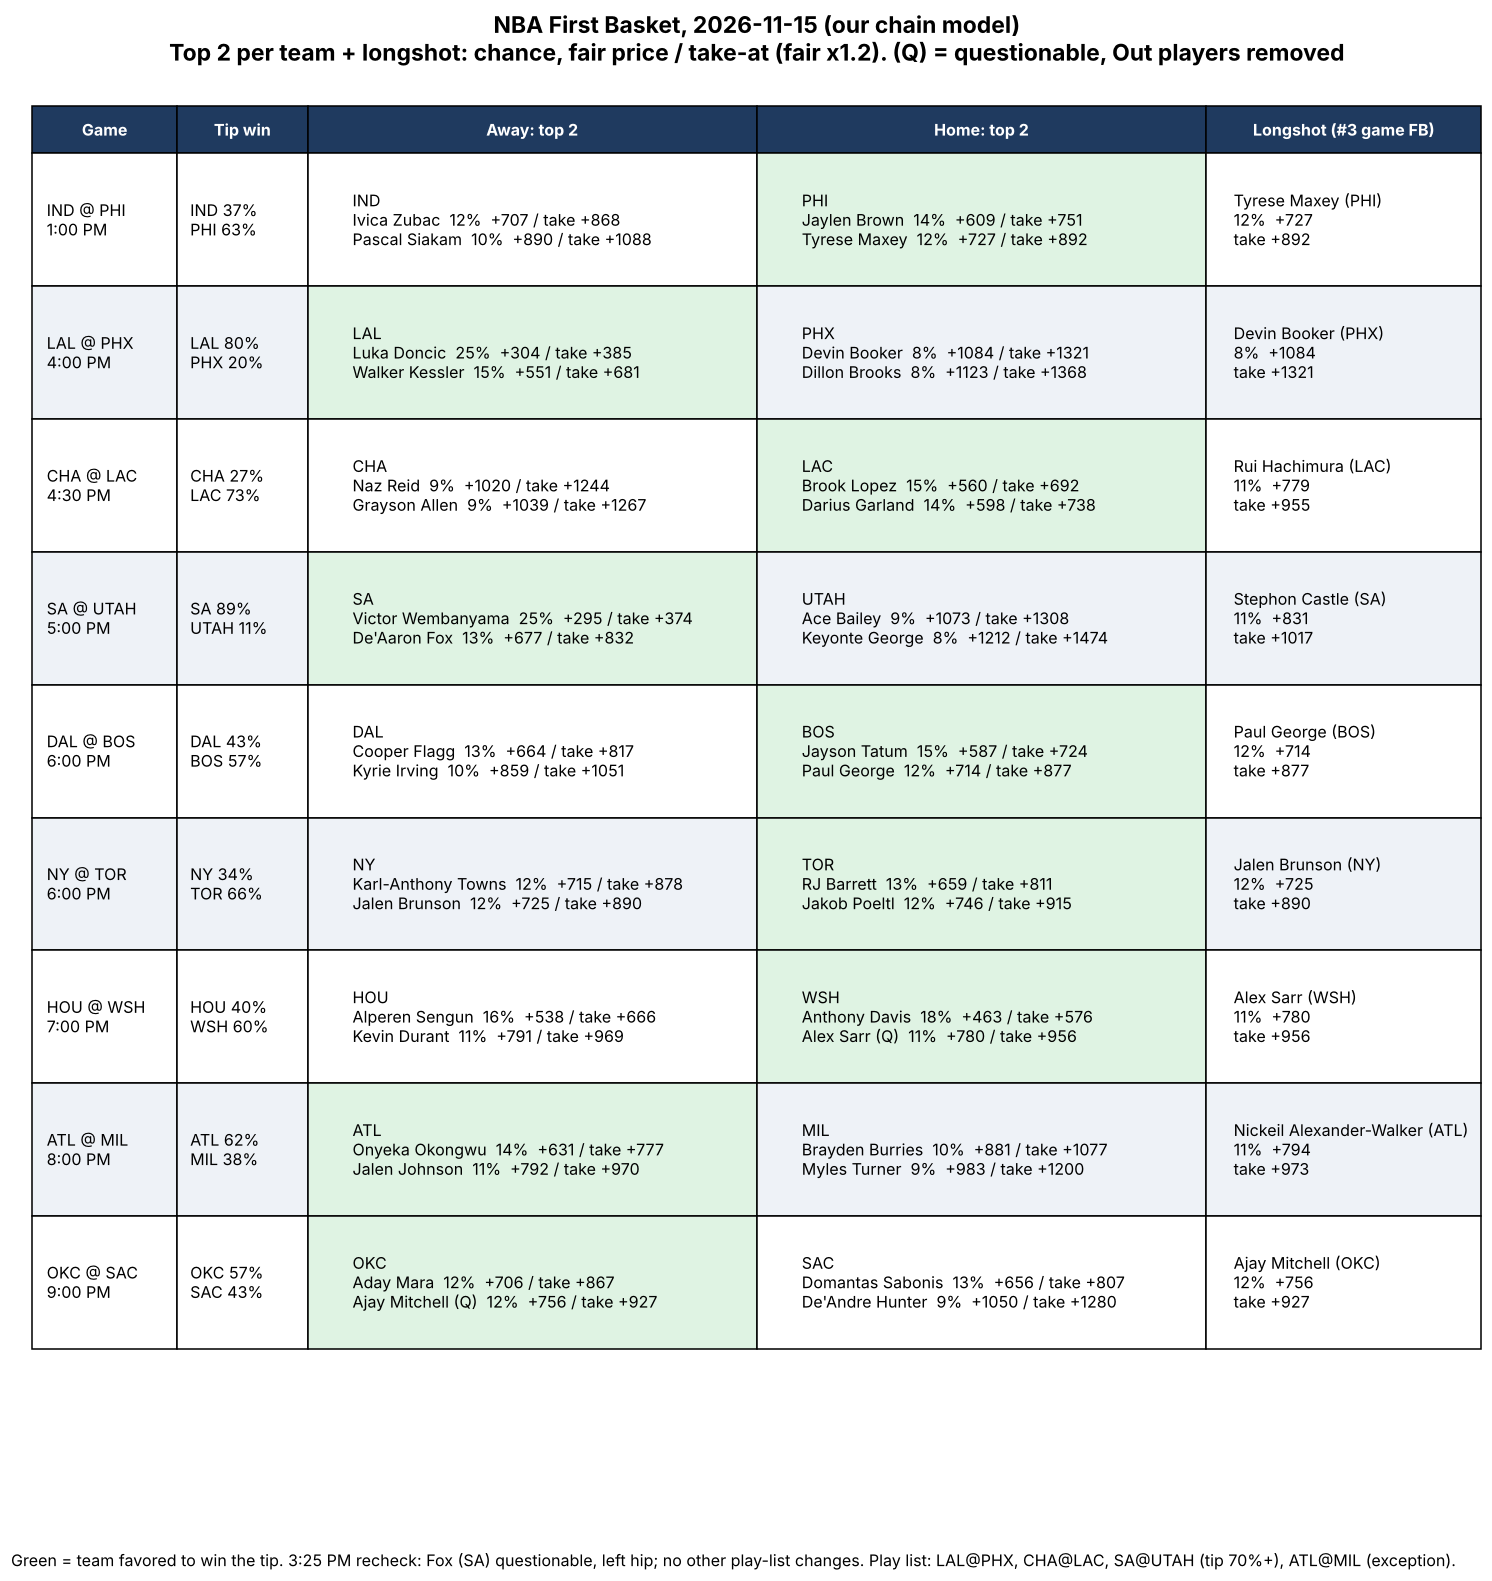 NBA First Basket, 2026-11-15 (our chain model)
Top 2 per team + longshot: chance, fair price / take-at (fair x1.2). (Q) = questionable, Out players removed
Game
Tip win
Away: top 2
Home: top 2
Longshot (#3 game FB)
IND @ PHI
1:00 PM
IND 37%
PHI 63%
IND
Ivica Zubac 12% +707 / take +868
Pascal Siakam 10% +890 / take +1088
PHI
Jaylen Brown 14% +609 / take +751
Tyrese Maxey 12% +727 / take +892
Tyrese Maxey (PHI)
12% +727
take +892
LAL @ PHX
4:00 PM
LAL 80%
PHX 20%
LAL
Luka Doncic 25% +304 / take +385
Walker Kessler 15% +551 / take +681
PHX
Devin Booker 8% +1084 / take +1321
Dillon Brooks 8% +1123 / take +1368
Devin Booker (PHX)
8% +1084
take +1321
CHA @ LAC
4:30 PM
CHA 27%
LAC 73%
CHA
Naz Reid 9% +1020 / take +1244
Grayson Allen 9% +1039 / take +1267
LAC
Brook Lopez 15% +560 / take +692
Darius Garland 14% +598 / take +738
Rui Hachimura (LAC)
11% +779
take +955
SA @ UTAH
5:00 PM
SA 89%
UTAH 11%
SA
Victor Wembanyama 25% +295 / take +374
De'Aaron Fox 13% +677 / take +832
UTAH
Ace Bailey 9% +1073 / take +1308
Keyonte George 8% +1212 / take +1474
Stephon Castle (SA)
11% +831
take +1017
DAL @ BOS
6:00 PM
DAL 43%
BOS 57%
DAL
Cooper Flagg 13% +664 / take +817
Kyrie Irving 10% +859 / take +1051
BOS
Jayson Tatum 15% +587 / take +724
Paul George 12% +714 / take +877
Paul George (BOS)
12% +714
take +877
NY @ TOR
6:00 PM
NY 34%
TOR 66%
NY
Karl-Anthony Towns 12% +715 / take +878
Jalen Brunson 12% +725 / take +890
TOR
RJ Barrett 13% +659 / take +811
Jakob Poeltl 12% +746 / take +915
Jalen Brunson (NY)
12% +725
take +890
HOU @ WSH
7:00 PM
HOU 40%
WSH 60%
HOU
Alperen Sengun 16% +538 / take +666
Kevin Durant 11% +791 / take +969
WSH
Anthony Davis 18% +463 / take +576
Alex Sarr (Q) 11% +780 / take +956
Alex Sarr (WSH)
11% +780
take +956
ATL @ MIL
8:00 PM
ATL 62%
MIL 38%
ATL
Onyeka Okongwu 14% +631 / take +777
Jalen Johnson 11% +792 / take +970
MIL
Brayden Burries 10% +881 / take +1077
Myles Turner 9% +983 / take +1200
Nickeil Alexander-Walker (ATL)
11% +794
take +973
OKC @ SAC
9:00 PM
OKC 57%
SAC 43%
OKC
Aday Mara 12% +706 / take +867
Ajay Mitchell (Q) 12% +756 / take +927
SAC
Domantas Sabonis 13% +656 / take +807
De'Andre Hunter 9% +1050 / take +1280
Ajay Mitchell (OKC)
12% +756
take +927
Green = team favored to win the tip. 3:25 PM recheck: Fox (SA) questionable, left hip; no other play-list changes. Play list: LAL@PHX, CHA@LAC, SA@UTAH (tip 70%+), ATL@MIL (exception).